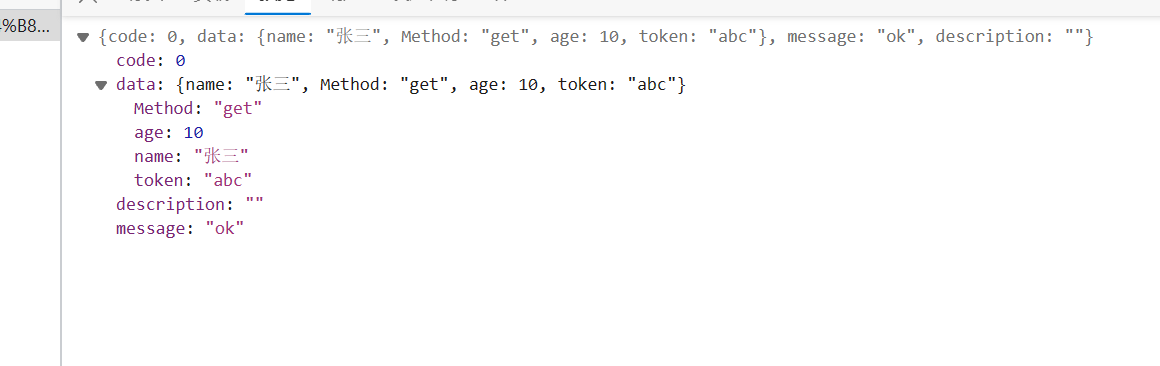 %B8...
{code: 0, data: {name: "张三", Method: "get", age: 10, token: "abc"}, message: "ok", description: ""}
code: 0
data: {name: "张三", Method: "get", age: 10, token: "abc"}
Method: "get"
age: 10
name: "张三"
token: "abc"
description: ""
message: "ok"